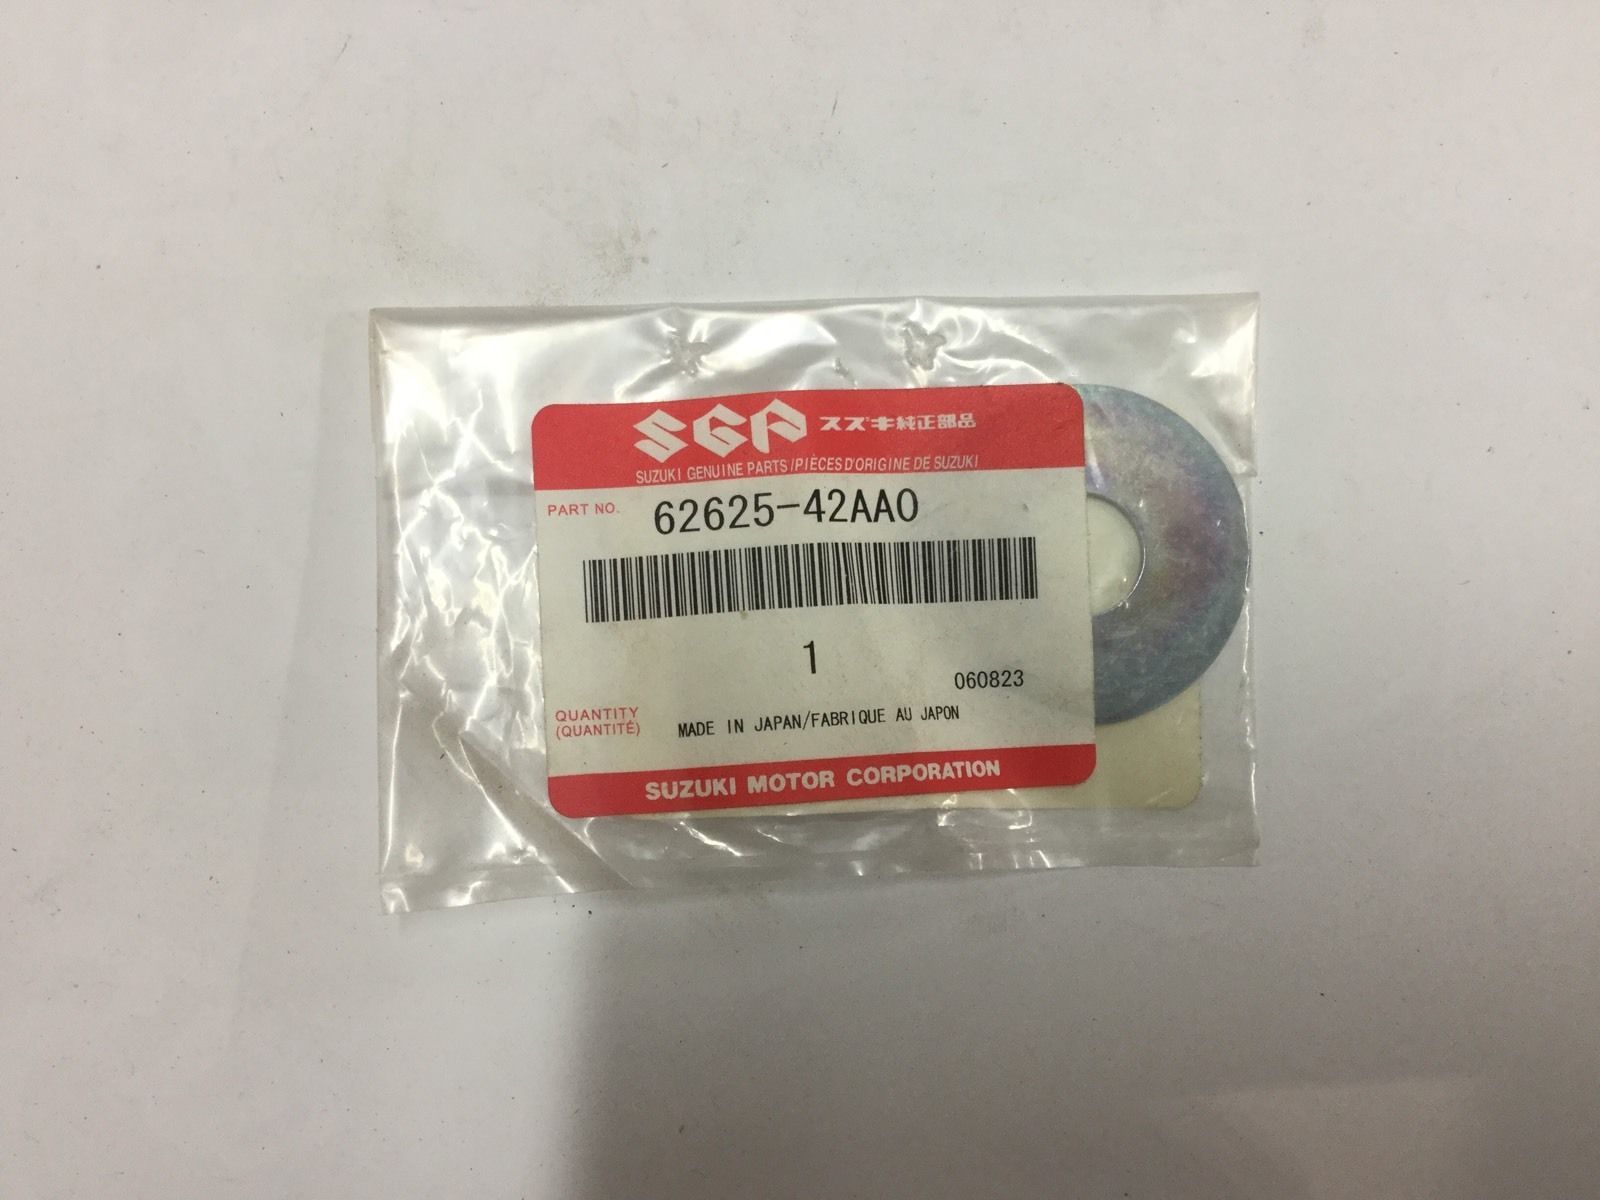 SGP スズキ純正部品
SUZUKI GENUINE PARTS/PIÈCES D'ORIGINE DE SUZUKI
PART NO. 62625-42AA0
1
060823
QUANTITY
(QUANTITÉ)
MADE IN JAPAN/FABRIQUE AU JAPON
SUZUKI MOTOR CORPORATION